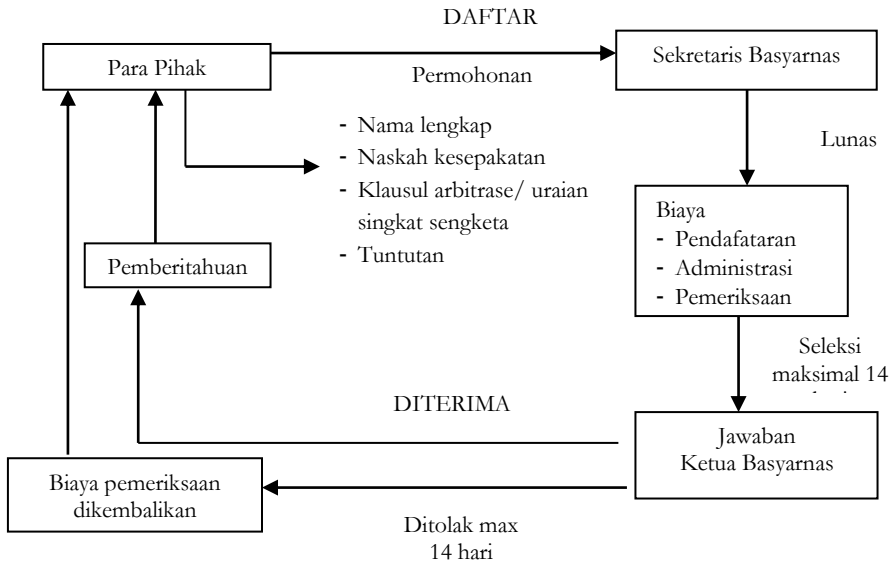 DAFTAR
Para Pihak
Sekretaris Basyarnas
Permohonan
- Nama lengkap
- Naskah kesepakatan
- Klausul arbitrase/ uraian
singkat sengketa
- Tuntutan
Lunas
Biaya
- Pendafataran
- Administrasi
- Pemeriksaan
Pemberitahuan
Seleksi
maksimal 14
DITERIMA
Jawaban
Ketua Basyarnas
Biaya pemeriksaan
dikembalikan
Ditolak max
14 hari